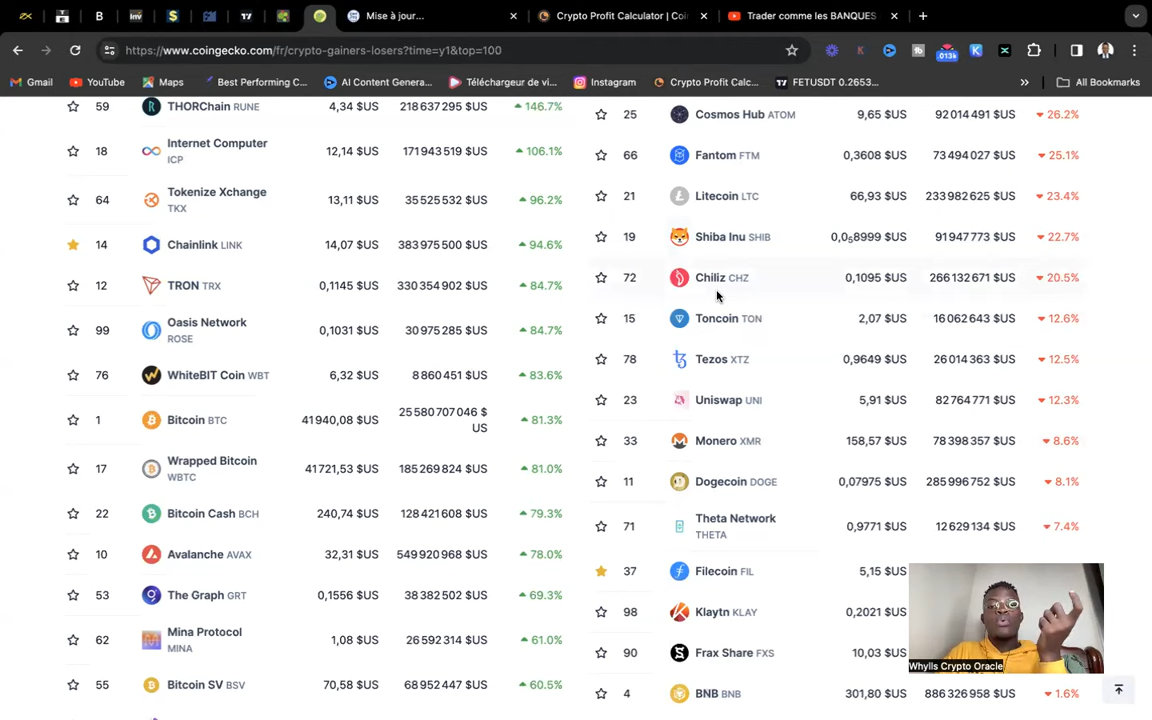 Mise à jour...
Crypto Profit Calculator | Coi
Trader comme les BANQUES
https://www.coingecko.com/fr/crypto-gainers-losers?time=y1&top=100
.013k
Gmail
YouTube
Maps
Best Performing C...
AI Content Genera...
Téléchargeur de vi...
Instagram
Crypto Profit Calc...
FETUSDT 0.2653...
»
All Bookmarks
59 THORChain RUNE 4,34 $US 218 637 295 $US 146.7%
18 Internet Computer ICP 12,14 $US 171 943 519 $US 106.1%
64 Tokenize Xchange TKX 13,11 $US 35 525 532 $US 96.2%
14 Chainlink LINK 14,07 $US 383 975 500 $US 94.6%
12 TRON TRX 0,1145 $US 330 354 902 $US 84.7%
99 Oasis Network ROSE 0,1031 $US 30 975 285 $US 84.7%
76 WhiteBIT Coin WBT 6,32 $US 8 860 451 $US 83.6%
1 Bitcoin BTC 41 940,08 $US 25 580 707 046 $US 81.3%
17 Wrapped Bitcoin WBTC 41 721,53 $US 185 269 824 $US 81.0%
22 Bitcoin Cash BCH 240,74 $US 128 421 608 $US 79.3%
10 Avalanche AVAX 32,31 $US 549 920 968 $US 78.0%
53 The Graph GRT 0,1556 $US 38 382 502 $US 69.3%
62 Mina Protocol MINA 1,08 $US 26 592 314 $US 61.0%
55 Bitcoin SV BSV 70,58 $US 68 952 447 $US 60.5%
25 Cosmos Hub ATOM 9,65 $US 92 014 491 $US 26.2%
66 Fantom FTM 0,3608 $US 73 494 027 $US 25.1%
21 Litecoin LTC 66,93 $US 233 982 625 $US 23.4%
19 Shiba Inu SHIB 0,0₅8999 $US 91 947 773 $US 22.7%
72 Chiliz CHZ 0,1095 $US 266 132 671 $US 20.5%
15 Toncoin TON 2,07 $US 16 062 643 $US 12.6%
78 Tezos XTZ 0,9649 $US 26 014 363 $US 12.5%
23 Uniswap UNI 5,91 $US 82 764 771 $US 12.3%
33 Monero XMR 158,57 $US 78 398 357 $US 8.6%
11 Dogecoin DOGE 0,07975 $US 285 996 752 $US 8.1%
71 Theta Network THETA 0,9771 $US 12 629 134 $US 7.4%
37 Filecoin FIL 5,15 $US
98 Klaytn KLAY 0,2021 $US
90 Frax Share FXS 10,03 $US
4 BNB BNB 301,80 $US 886 326 958 $US 1.6%
Whylls Crypto Oracle